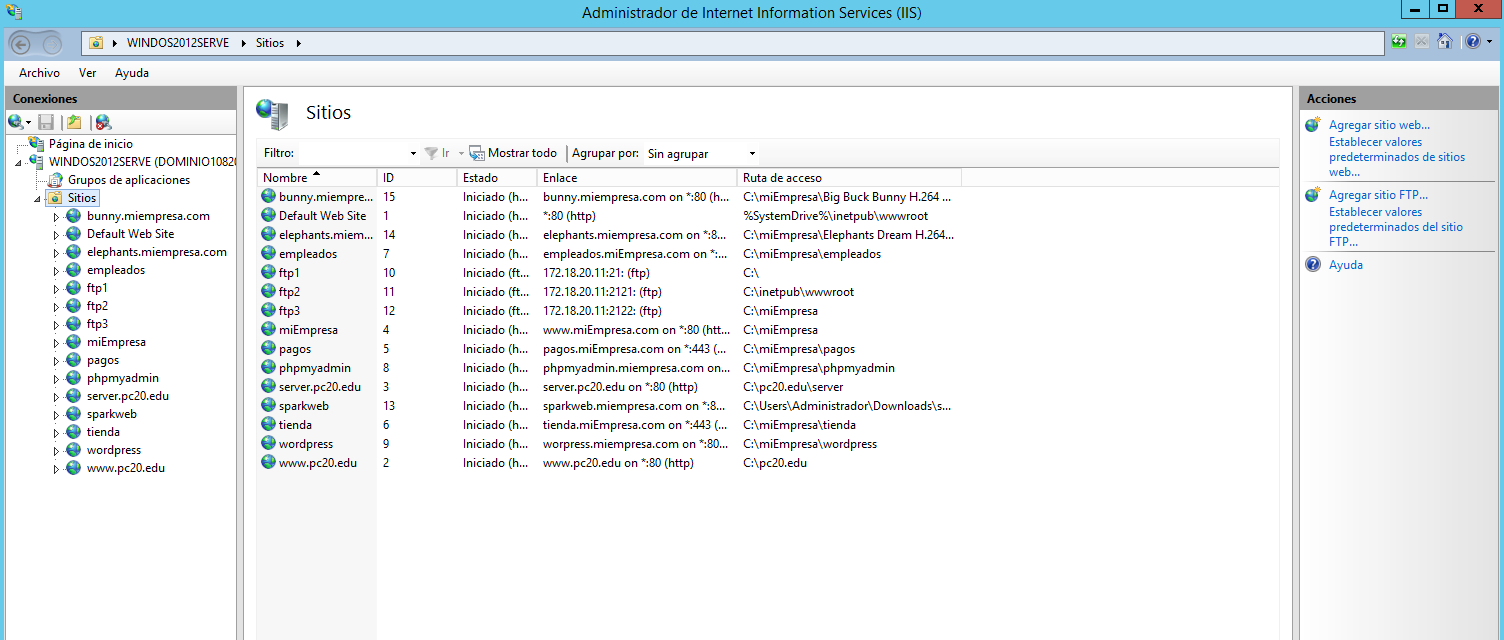 Administrador de Internet Information Services (IIS)
WINDOS2012SERVE Sitios
Archivo Ver Ayuda
Conexiones
Página de inicio
WINDOS2012SERVE (DOMINIO1082
Grupos de aplicaciones
Sitios
bunny.miempresa.com
Default Web Site
elephants.miempresa.com
empleados
ftp1
ftp2
ftp3
miEmpresa
pagos
phpmyadmin
server.pc20.edu
sparkweb
tienda
wordpress
www.pc20.edu
Sitios
Filtro: Ir Mostrar todo Agrupar por: Sin agrupar
Nombre ID Estado Enlace Ruta de acceso
bunny.miempre... 15 Iniciado (h... bunny.miempresa.com on *:80 (h... C:\miEmpresa\Big Buck Bunny H.264 ...
Default Web Site 1 Iniciado (h... *:80 (http) %SystemDrive%\inetpub\wwwroot
elephants.miem... 14 Iniciado (h... elephants.miempresa.com on *:8... C:\miEmpresa\Elephants Dream H.264...
empleados 7 Iniciado (h... empleados.miEmpresa.com on *:... C:\miEmpresa\empleados
ftp1 10 Iniciado (ft... 172.18.20.11:21: (ftp) C:\
ftp2 11 Iniciado (ft... 172.18.20.11:2121: (ftp) C:\inetpub\wwwroot
ftp3 12 Iniciado (ft... 172.18.20.11:2122: (ftp) C:\miEmpresa
miEmpresa 4 Iniciado (h... www.miEmpresa.com on *:80 (htt... C:\miEmpresa
pagos 5 Iniciado (h... pagos.miEmpresa.com on *:443 (... C:\miEmpresa\pagos
phpmyadmin 8 Iniciado (h... phpmyadmin.miempresa.com on... C:\miEmpresa\phpmyadmin
server.pc20.edu 3 Iniciado (h... server.pc20.edu on *:80 (http) C:\pc20.edu\server
sparkweb 13 Iniciado (h... sparkweb.miempresa.com on *:8... C:\Users\Administrador\Downloads\s...
tienda 6 Iniciado (h... tienda.miEmpresa.com on *:443 (... C:\miEmpresa\tienda
wordpress 9 Iniciado (h... worpress.miempresa.com on *:80... C:\miEmpresa\wordpress
www.pc20.edu 2 Iniciado (h... www.pc20.edu on *:80 (http) C:\pc20.edu
Acciones
Agregar sitio web...
Establecer valores
predeterminados de sitios
web...
Agregar sitio FTP...
Establecer valores
predeterminados del sitio
FTP...
Ayuda